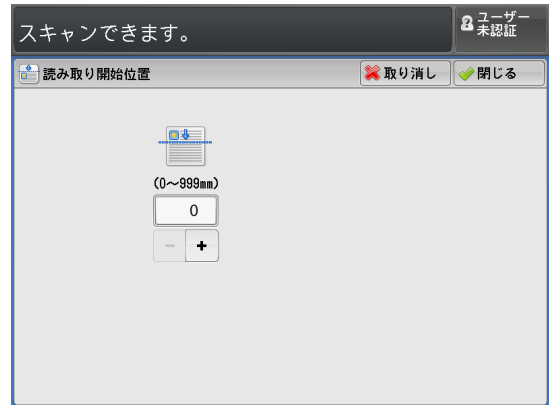 スキャンできます。
ユーザー
未認証
読み取り開始位置
取り消し
閉じる
(0～999mm)
0
− +